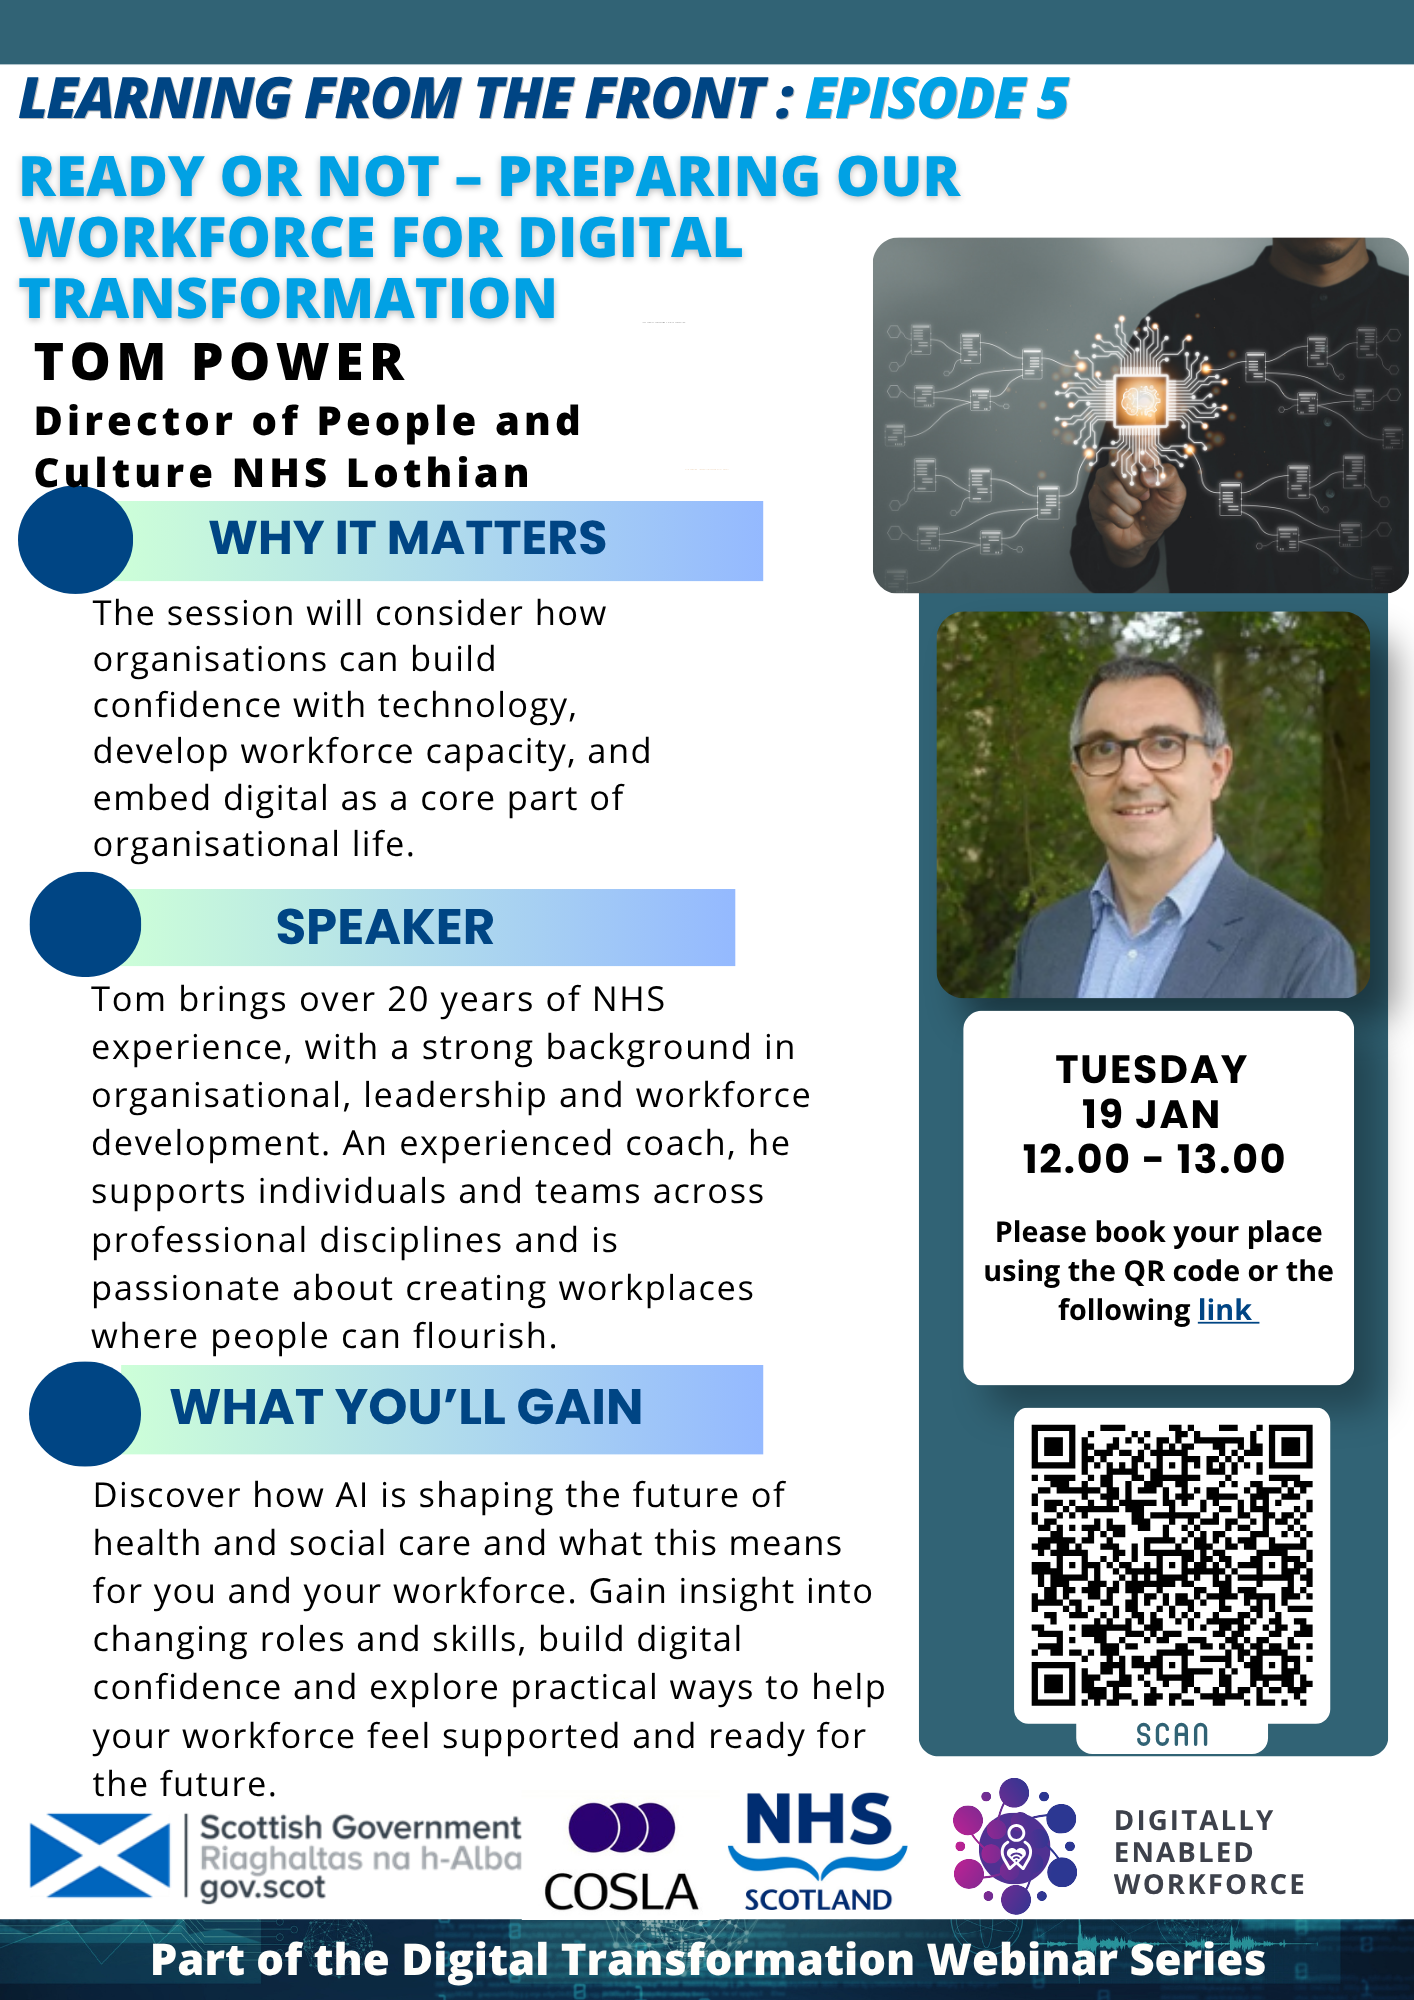 LEARNING FROM THE FRONT : EPISODE 5
READY OR NOT – PREPARING OUR
WORKFORCE FOR DIGITAL
TRANSFORMATION
TOM POWER
Director of People and
Culture NHS Lothian
WHY IT MATTERS
The session will consider how
organisations can build
confidence with technology,
develop workforce capacity, and
embed digital as a core part of
organisational life.
SPEAKER
Tom brings over 20 years of NHS
experience, with a strong background in
organisational, leadership and workforce
development. An experienced coach, he
supports individuals and teams across
professional disciplines and is
passionate about creating workplaces
where people can flourish.
WHAT YOU’LL GAIN
Discover how AI is shaping the future of
health and social care and what this means
for you and your workforce. Gain insight into
changing roles and skills, build digital
confidence and explore practical ways to help
your workforce feel supported and ready for
the future.
TUESDAY
19 JAN
12.00 – 13.00
Please book your place
using the QR code or the
following link
SCAN
Scottish Government
Riaghaltas na h-Alba
gov.scot
COSLA
NHS
SCOTLAND
DIGITALLY
ENABLED
WORKFORCE
Part of the Digital Transformation Webinar Series